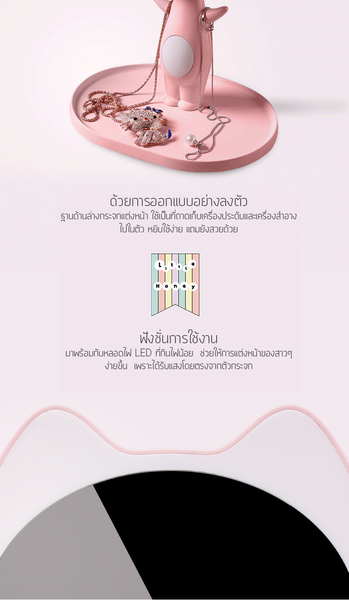 ด้วยการออกแบบอย่างลงตัว
ฐานด้านล่างกระจกแต่งหน้า ใช้เป็นที่ถาดเก็บเครื่องประดับและเครื่องสำอาง
ไปในตัว หยิบใช้ง่าย แถมยังสวยด้วย
Little
Honey
ฟังชั่นการใช้งาน
มาพร้อมกับหลอดไฟ LED ที่กินไฟน้อย ช่วยให้การแต่งหน้าของสาวๆ
ง่ายขึ้น เพราะได้รับแสงโดยตรงจากตัวกระจก